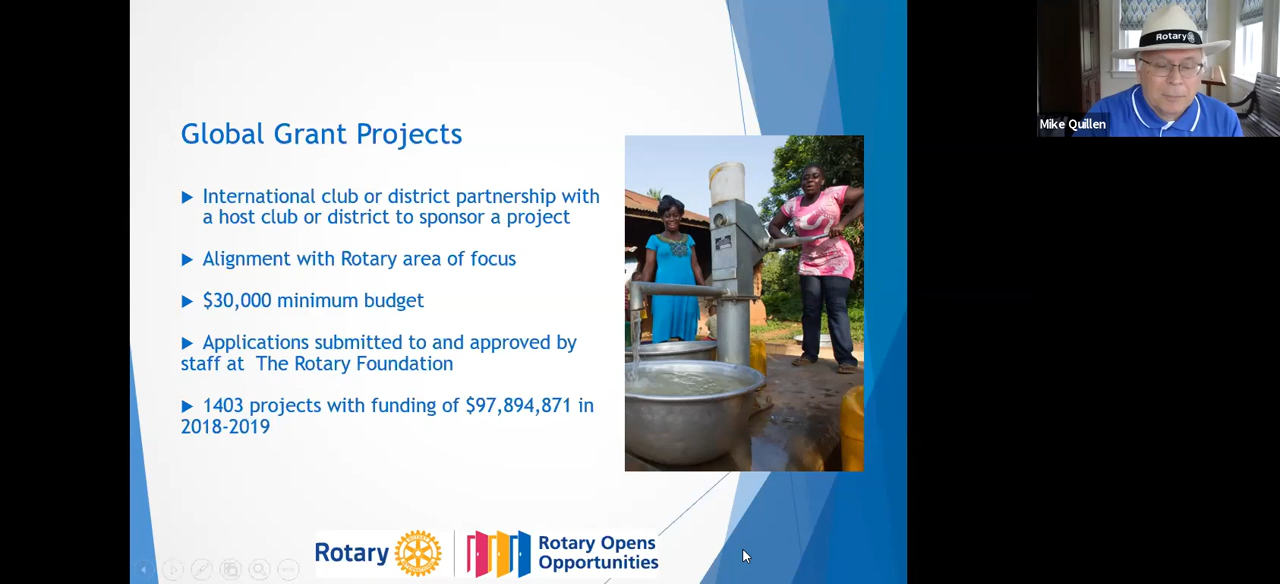 Global Grant Projects
International club or district partnership with
a host club or district to sponsor a project
Alignment with Rotary area of focus
$30,000 minimum budget
Applications submitted to and approved by
staff at The Rotary Foundation
1403 projects with funding of $97,894,871 in
2018-2019
Rotary
Rotary Opens
Opportunities
Rotary
Mike Quillen